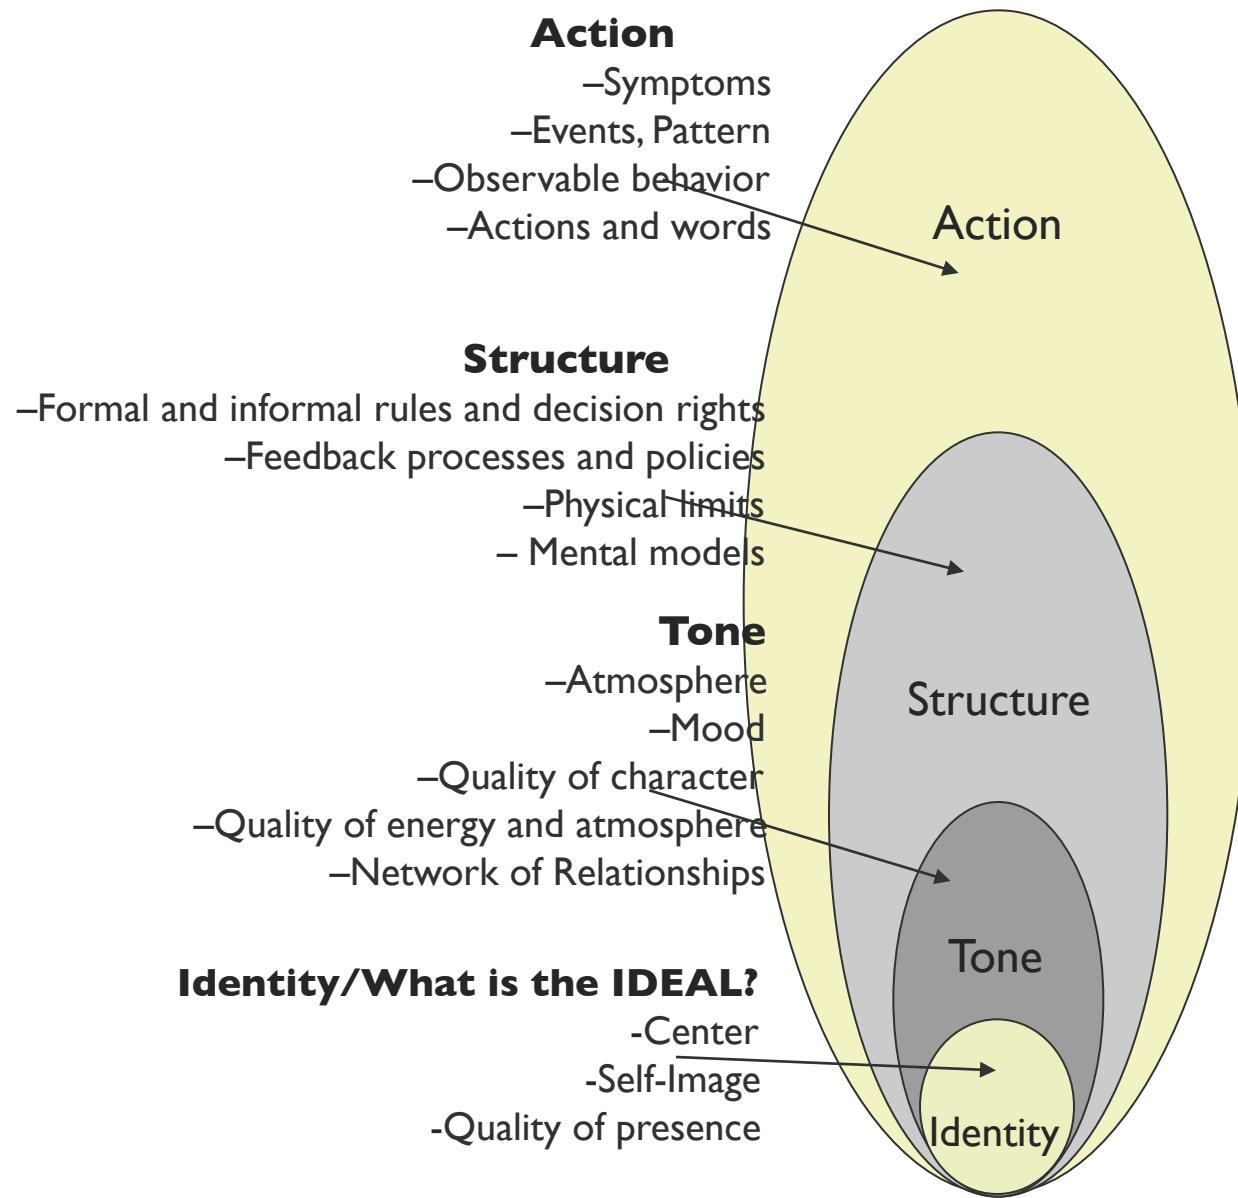 Action
–Symptoms
–Events, Pattern
–Observable behavior
–Actions and words
Action
Structure
–Formal and informal rules and decision rights
–Feedback processes and policies
–Physical limits
– Mental models
Structure
Tone
–Atmosphere
–Mood
–Quality of character
–Quality of energy and atmosphere
–Network of Relationships
Tone
Identity/What is the IDEAL?
-Center
-Self-Image
-Quality of presence
Identity